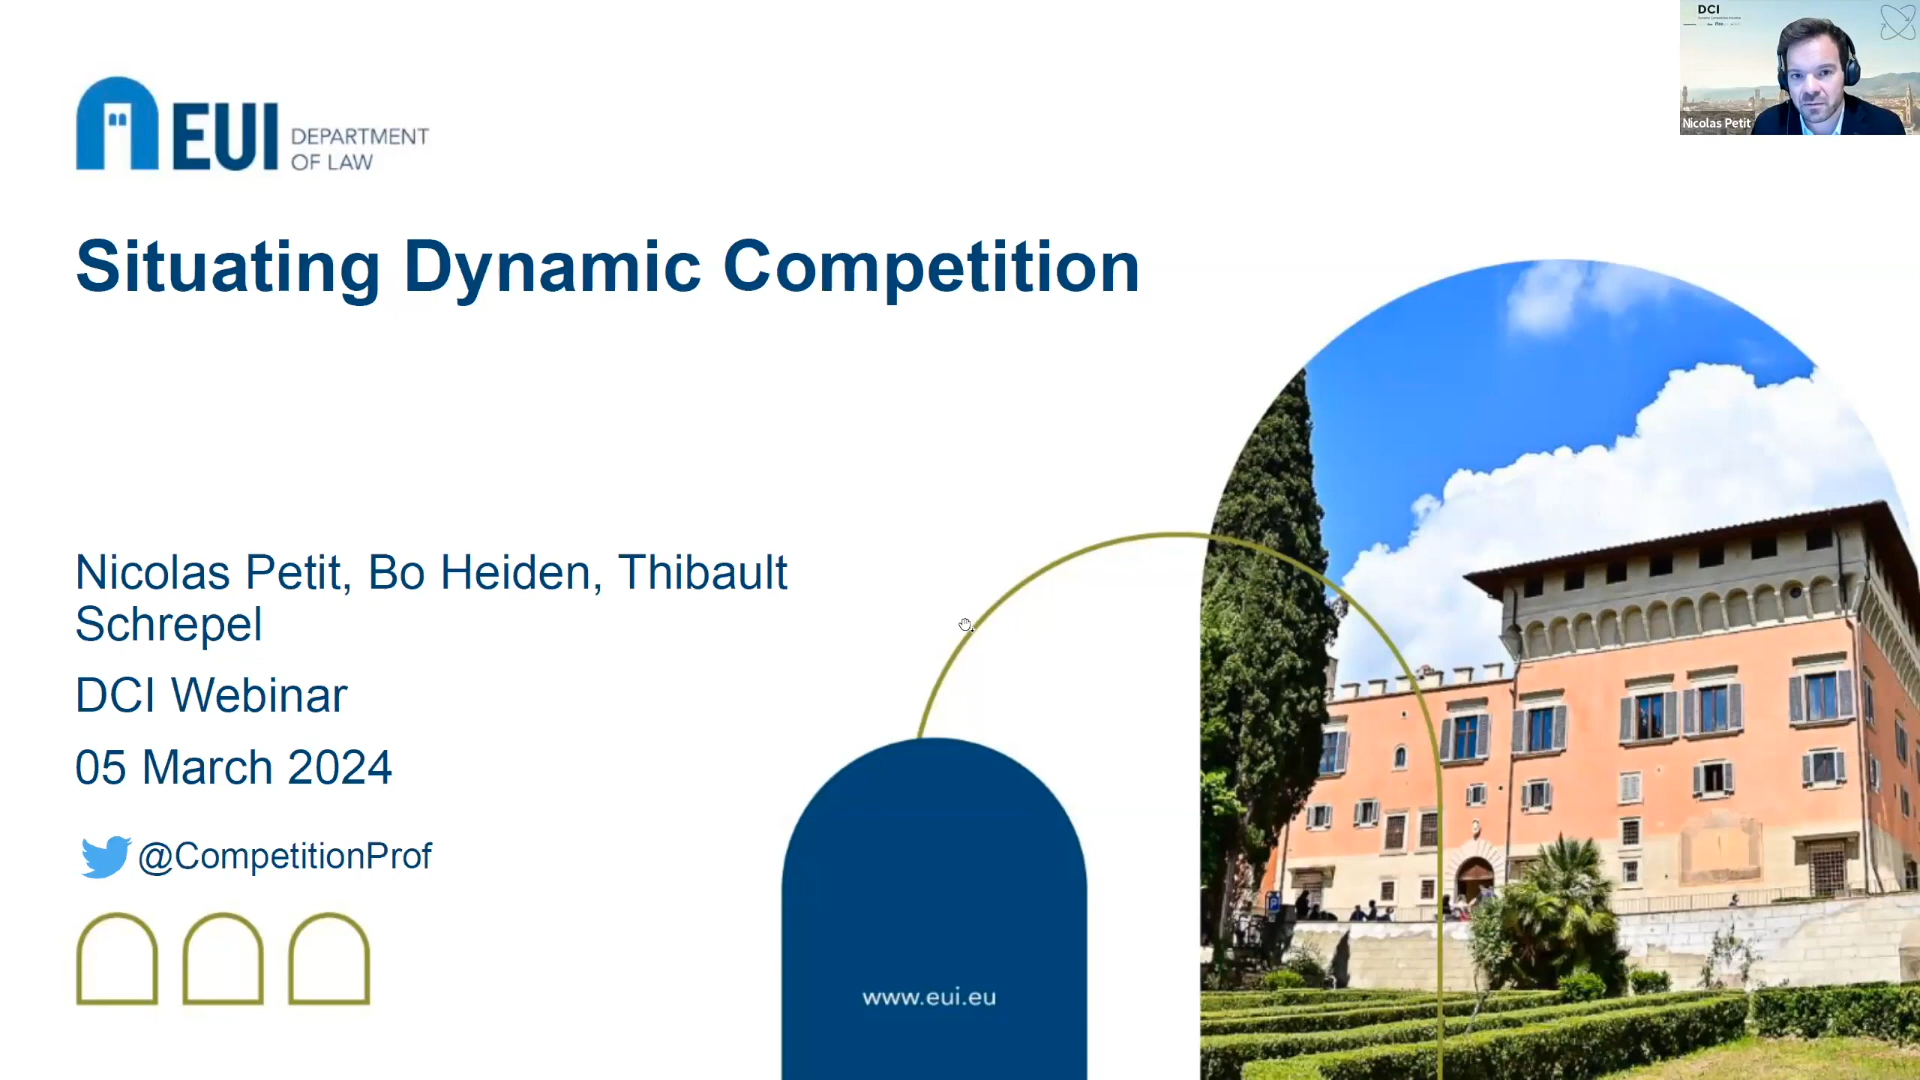 DCI
Nicolas Petit
EUI
DEPARTMENT
OF LAW
Situating Dynamic Competition
Nicolas Petit, Bo Heiden, Thibault
Schrepel
DCI Webinar
05 March 2024
@CompetitionProf
www.eui.eu
P